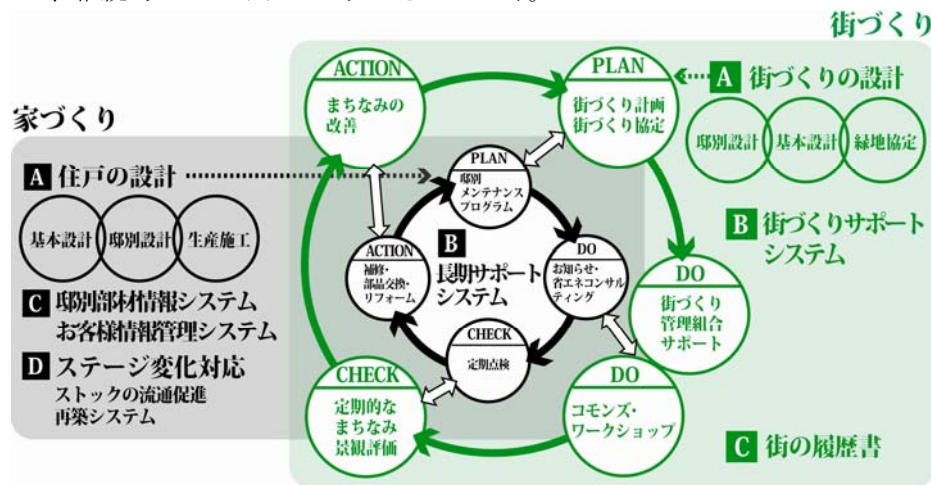 街づくり
ACTION
まちなみの
改善
PLAN
街づくり計画
街づくり協定
A 街づくりの設計
邸別設計
基本設計
緑地協定
家づくり
A 住戸の設計
基本設計
邸別設計
生産施工
PLAN
邸別
メンテナンス
プログラム
B
長期サポート
システム
ACTION
補修・
部品交換・
リフォーム
DO
お知らせ・
省エネコンサル
ティング
CHECK
定期点検
B 街づくりサポート
システム
DO
街づくり
管理組合
サポート
C 邸別部材情報システム
お客様情報管理システム
D ステージ変化対応
ストックの流通促進
再築システム
CHECK
定期的な
まちなみ
景観評価
DO
コモンズ・
ワークショップ
C 街の履歴書